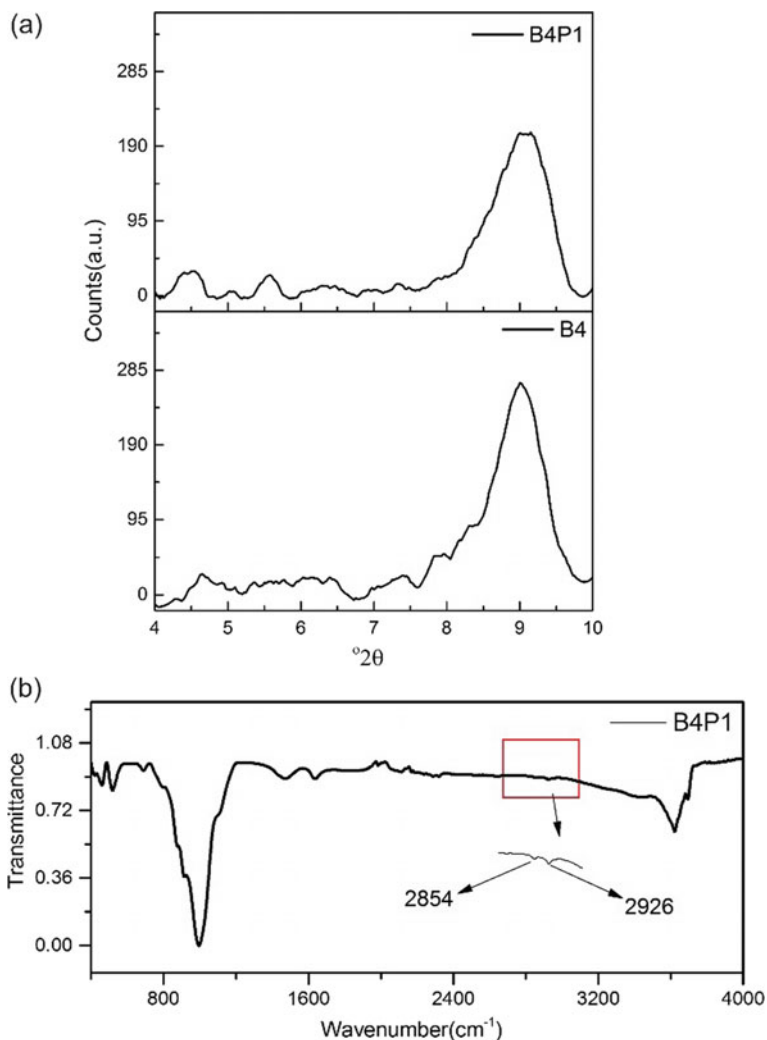 (a)
B4P1
285
190
95
0
Counts(a.u.)
B4
285
190
95
0
4 5 6 7 8 9 10
°2θ
(b)
B4P1
1.08
0.72
0.36
0.00
Transmittance
2854
2926
800 1600 2400 3200 4000
Wavenumber(cm⁻¹)